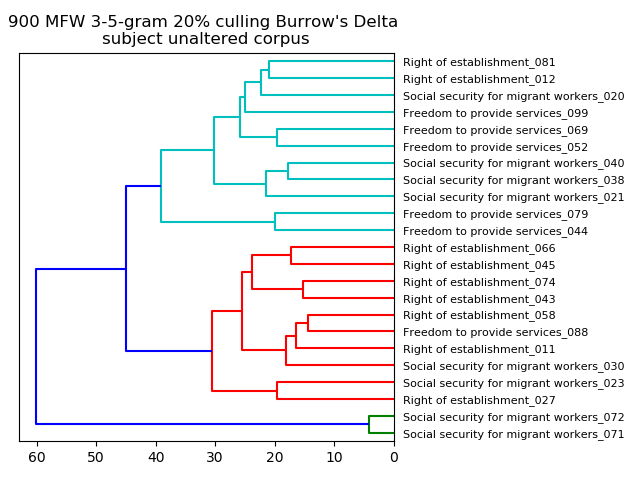 900 MFW 3-5-gram 20% culling Burrow's Delta
subject unaltered corpus
Right of establishment_081
Right of establishment_012
Social security for migrant workers_020
Freedom to provide services_099
Freedom to provide services_069
Freedom to provide services_052
Social security for migrant workers_040
Social security for migrant workers_038
Social security for migrant workers_021
Freedom to provide services_079
Freedom to provide services_044
Right of establishment_066
Right of establishment_045
Right of establishment_074
Right of establishment_043
Right of establishment_058
Freedom to provide services_088
Right of establishment_011
Social security for migrant workers_030
Social security for migrant workers_023
Right of establishment_027
Social security for migrant workers_072
Social security for migrant workers_071
60 50 40 30 20 10 0